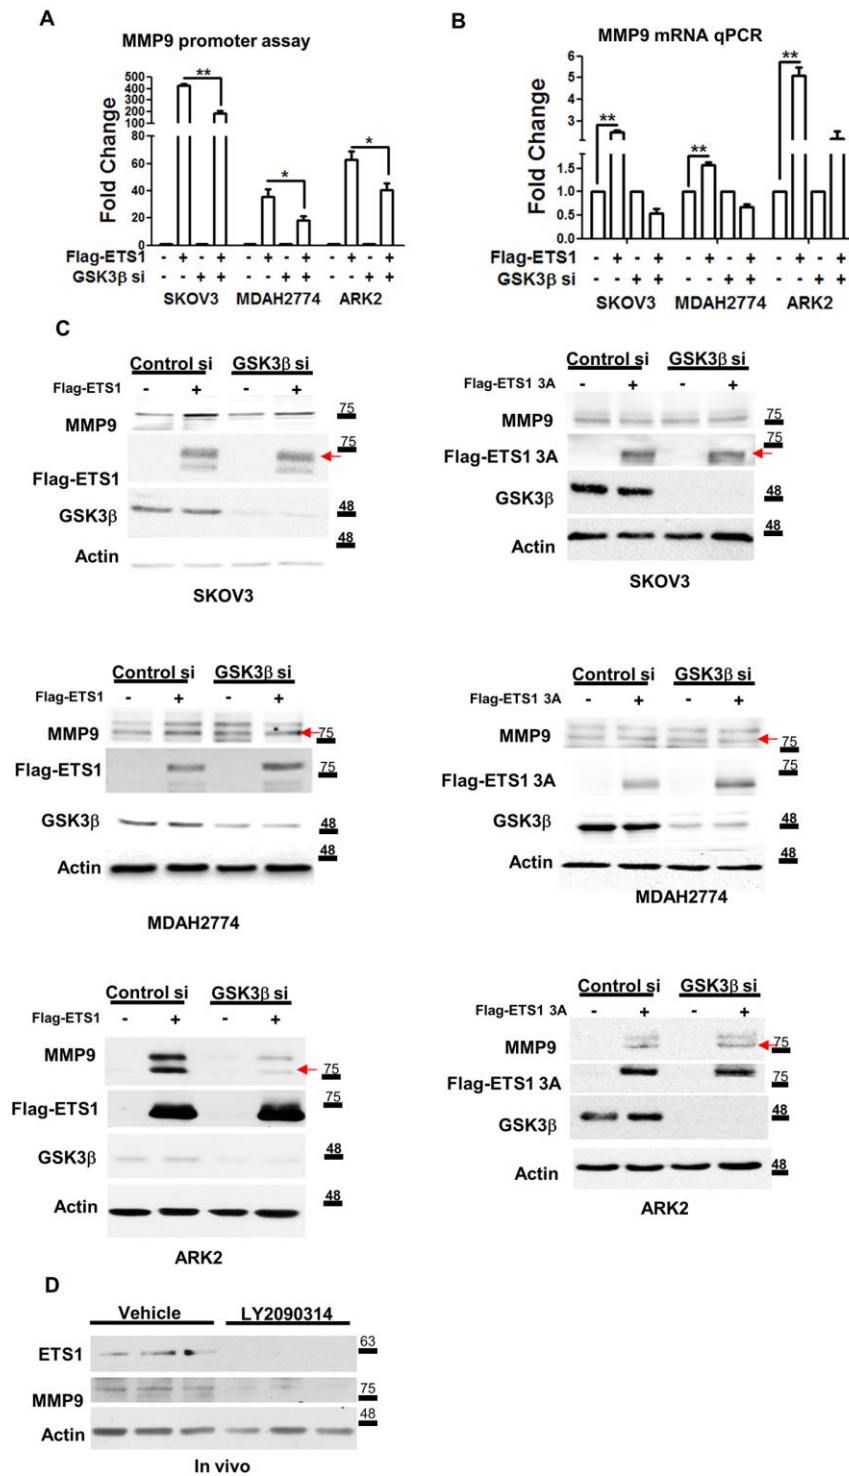 A
MMP9 promoter assay
Fold Change
500
400
300
200
100
80
60
40
20
0
**
*
*
Flag-ETS1 - + - + - + - + - + - +
GSK3β si - - + + - - + + - - + +
SKOV3 MDAH2774 ARK2
B
MMP9 mRNA qPCR
Fold Change
6
5
4
3
1.5
1.0
0.5
0.0
**
**
**
Flag-ETS1 - + - + - + - + - + - +
GSK3β si - - + + - - + + - - + +
SKOV3 MDAH2774 ARK2
C
Control si GSK3β si
Flag-ETS1 - + - +
MMP9 75
75
Flag-ETS1
GSK3β 48
48
Actin
SKOV3
Control si GSK3β si
Flag-ETS1 3A - + - +
MMP9 75
75
Flag-ETS1 3A
GSK3β 48
48
Actin
SKOV3
Control si GSK3β si
Flag-ETS1 - + - +
MMP9 75
Flag-ETS1 75
GSK3β 48
48
Actin
MDAH2774
Control si GSK3β si
Flag-ETS1 3A - + - +
MMP9 75
75
Flag-ETS1 3A
GSK3β 48
48
Actin
MDAH2774
Control si GSK3β si
Flag-ETS1 - + - +
MMP9 75
75
Flag-ETS1
GSK3β 48
48
Actin
ARK2
Control si GSK3β si
Flag-ETS1 3A - + - +
MMP9 75
Flag-ETS1 3A 75
GSK3β 48
Actin 48
ARK2
D
Vehicle LY2090314
ETS1 63
MMP9 75
48
Actin
In vivo